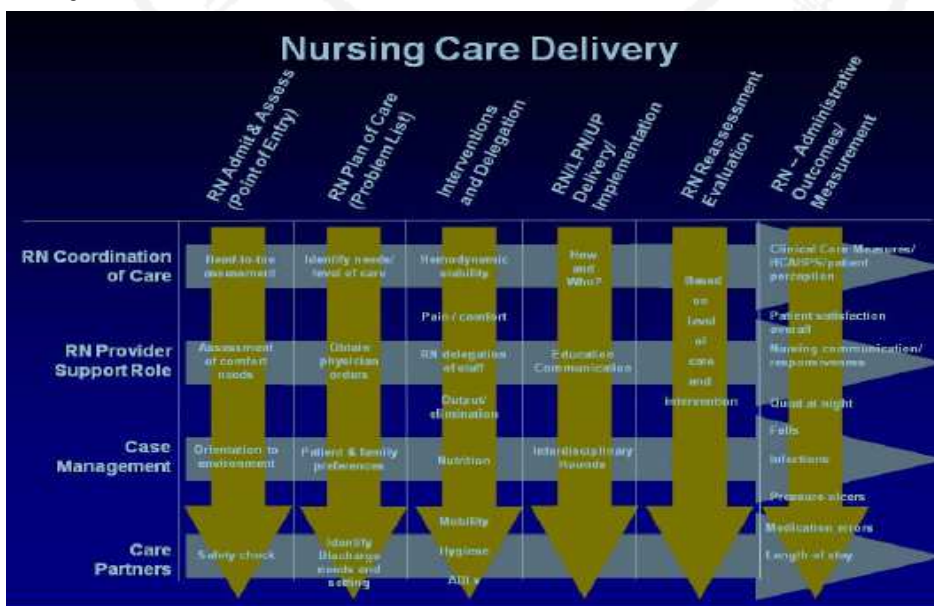 Nursing Care Delivery
RN Admit & Assess
(Point of Entry)
RN Plan of Care
(Problem List)
Interventions
and Delegation
RN/LPN/UP
Delivery/
Implementation
RN Reassessment
Evaluation
RN – Administrative
Outcomes/
Measurement
RN Coordination
of Care
Head-to-toe
assessment
Identify needs/
level of care
Hemodynamic
stability
How
and
Who?
Based
on
level
of
care
and
intervention
Clinical Care Measures/
HCAHPS/patient
perception
Pain / comfort
Patient satisfaction
overall
RN Provider
Support Role
Assessment
of comfort
needs
Obtain
physician
orders
RN delegation
of staff
Education
Communication
Nursing communication/
responsiveness
Output/
elimination
Quiet at night
Case
Management
Orientation to
environment
Patient & family
preferences
Nutrition
Interdisciplinary
Rounds
Falls
Infections
Pressure ulcers
Care
Partners
Safety check
Identify
Discharge
needs and
setting
Mobility
Hygiene
ADLs
Medication errors
Length of stay